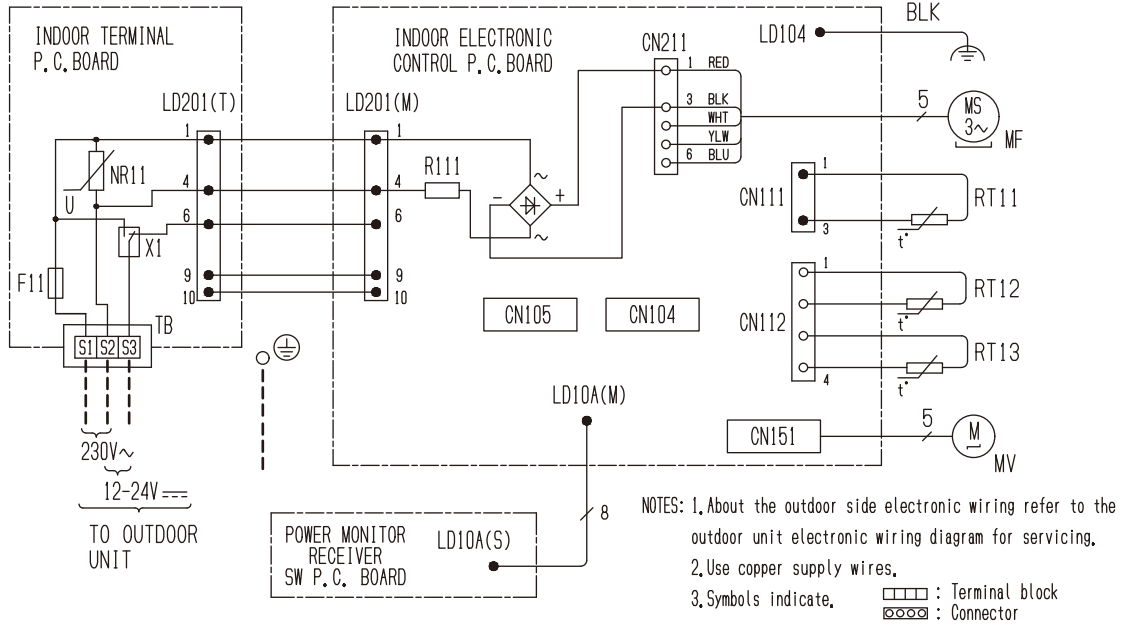 INDOOR TERMINAL
P.C.BOARD
INDOOR ELECTRONIC
CONTROL P.C.BOARD
LD201(T)
LD201(M)
CN211
LD104
BLK
1
RED
3
BLK
WHT
YLW
6
BLU
5
MS
3~
MF
1
4
6
9
10
1
4
6
9
10
NR11
U
X1
F11
TB
S1
S2
S3
R111
~
-
+
~
CN111
1
3
RT11
t°
CN112
1
4
RT12
t°
RT13
t°
CN105
CN104
LD10A(M)
CN151
5
M
MV
230V~
12-24V⎓
TO OUTDOOR
UNIT
8
POWER MONITOR
RECEIVER
SW P.C. BOARD
LD10A(S)
NOTES: 1.About the outdoor side electronic wiring refer to the
outdoor unit electronic wiring diagram for servicing.
2.Use copper supply wires.
3.Symbols indicate.
: Terminal block
: Connector